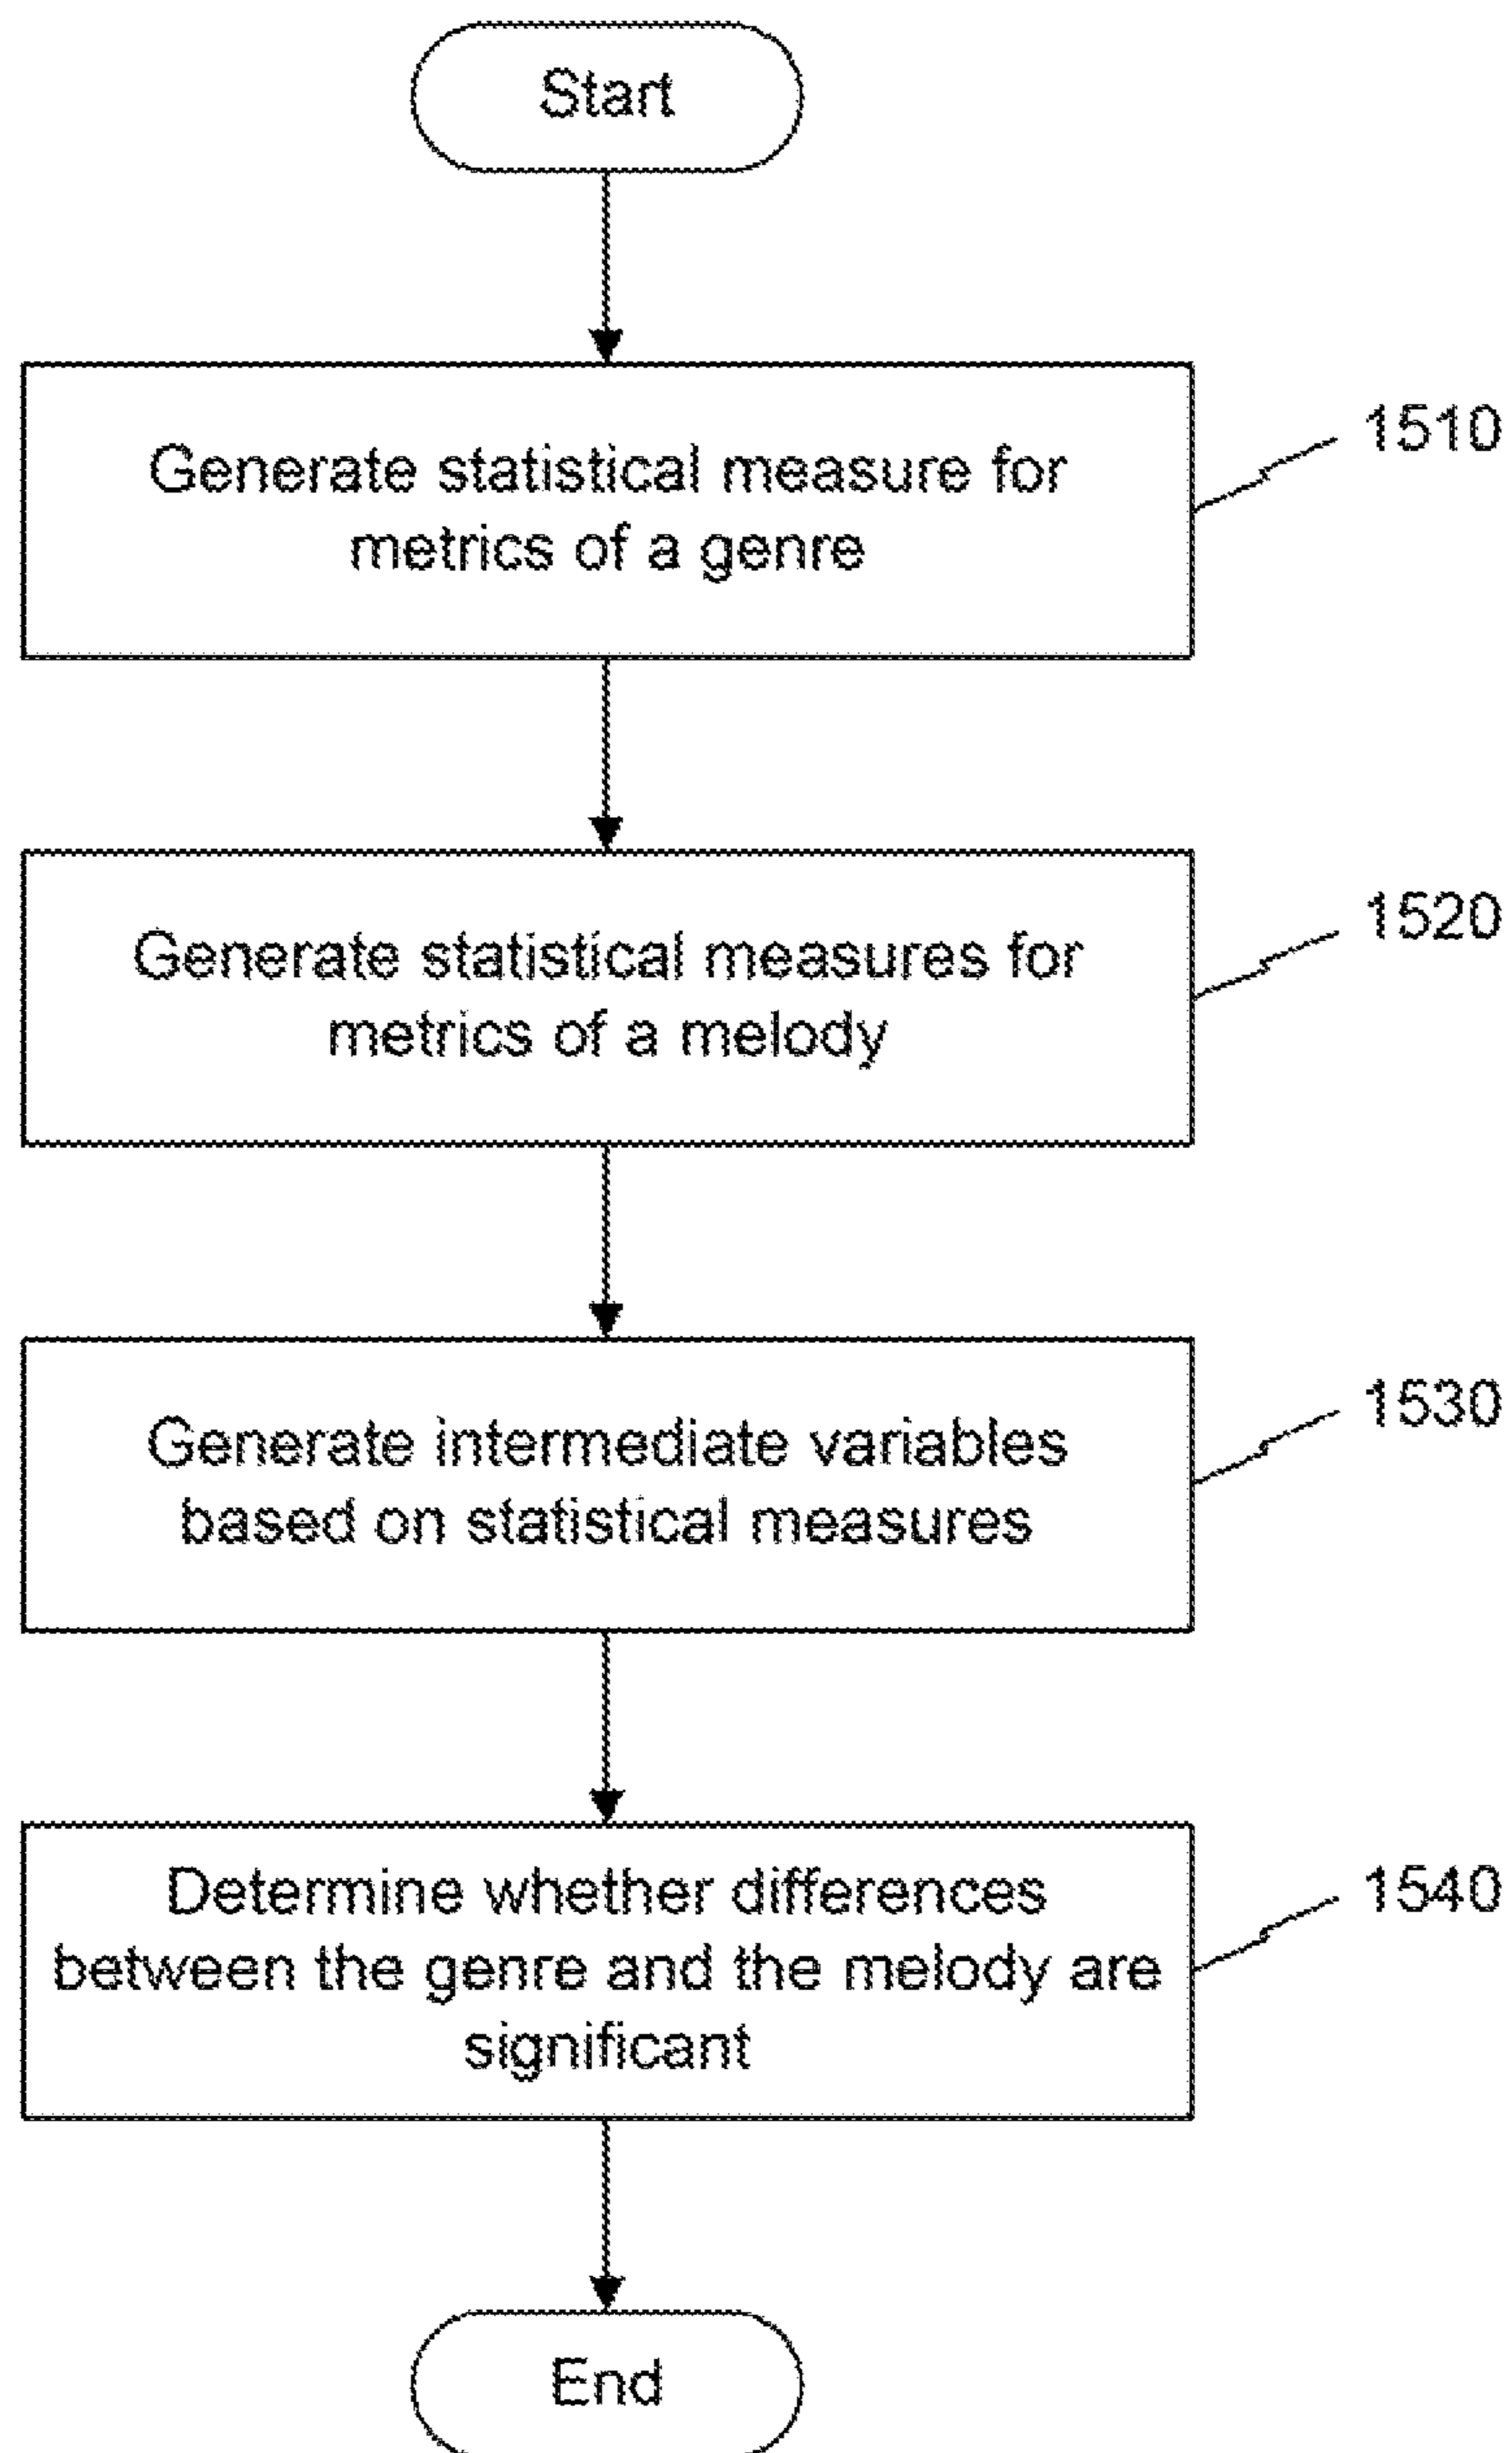 Start
Generate statistical measure for
metrics of a genre
1510
Generate statistical measures for
metrics of a melody
1520
Generate intermediate variables
based on statistical measures
1530
Determine whether differences
between the genre and the melody are
significant
1540
End